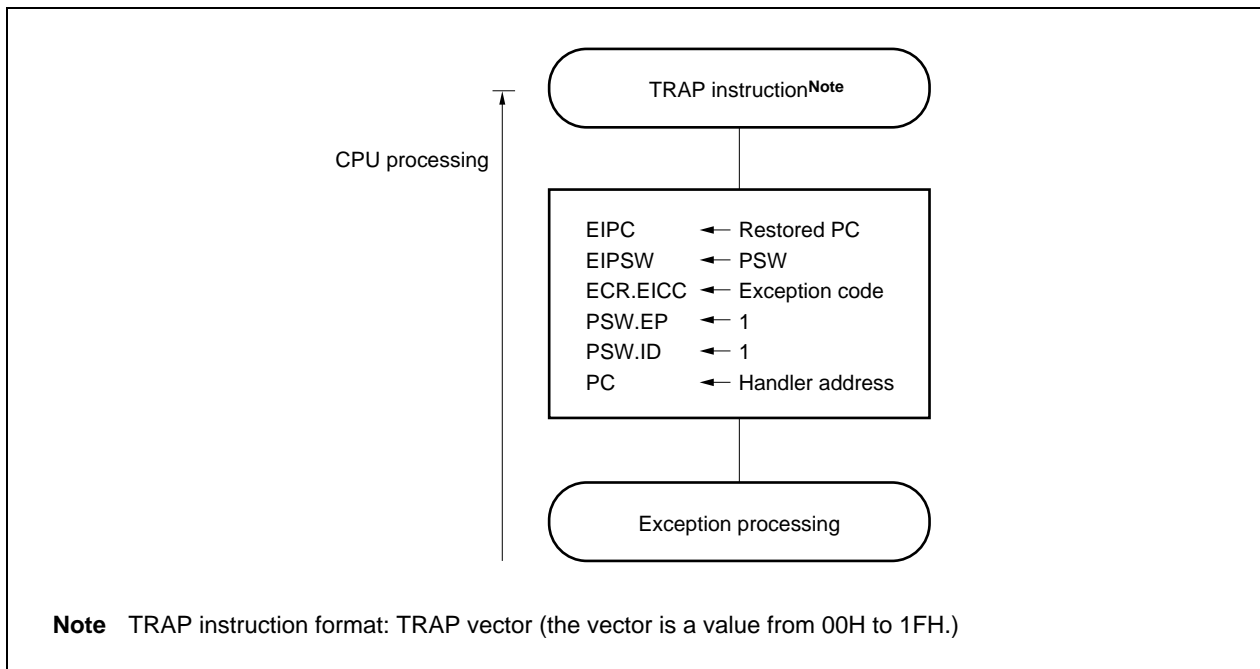 TRAP instructionNote
CPU processing
EIPC ← Restored PC
EIPSW ← PSW
ECR.EICC ← Exception code
PSW.EP ← 1
PSW.ID ← 1
PC ← Handler address
Exception processing
Note TRAP instruction format: TRAP vector (the vector is a value from 00H to 1FH.)